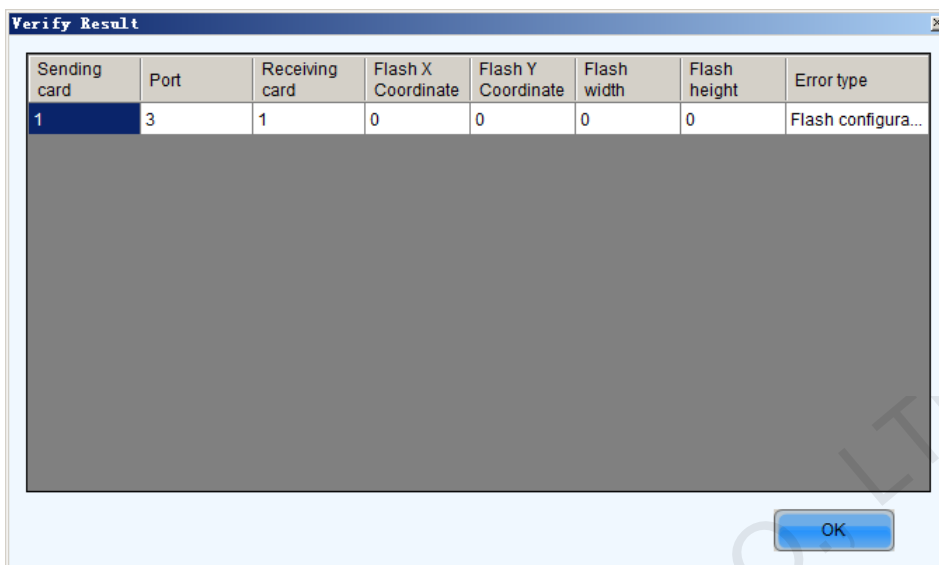 Verify Result
Sending card Port Receiving card Flash X Coordinate Flash Y Coordinate Flash width Flash height Error type
1 3 1 0 0 0 0 Flash configura...
OK
O., LT